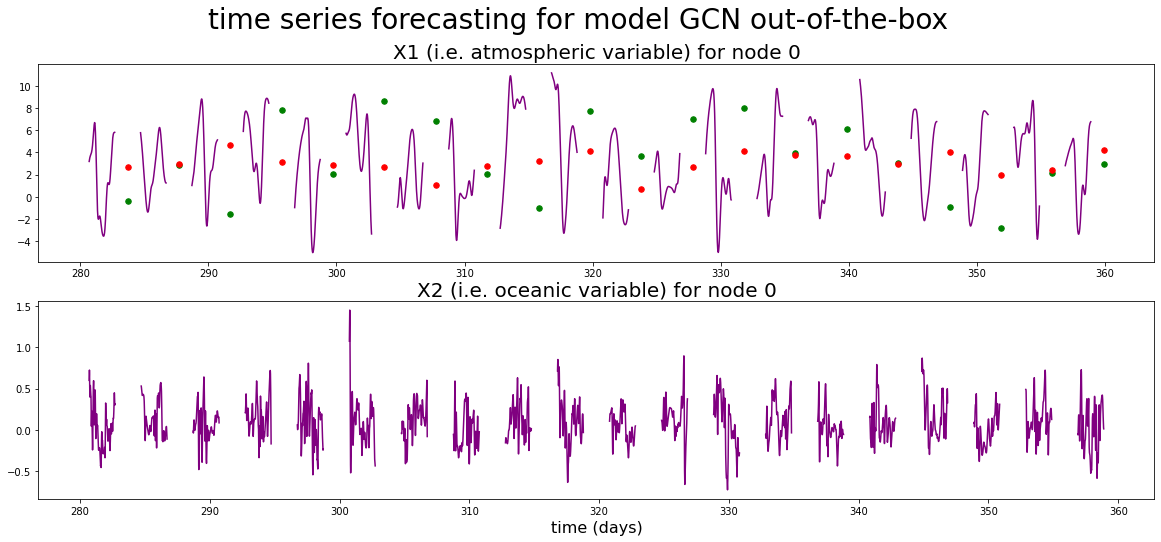 time series forecasting for model GCN out-of-the-box
X1 (i.e. atmospheric variable) for node 0
10
8
6
4
2
0
−2
−4
280 290 300 310 320 330 340 350 360
X2 (i.e. oceanic variable) for node 0
1.5
1.0
0.5
0.0
−0.5
280 290 300 310 320 330 340 350 360
time (days)